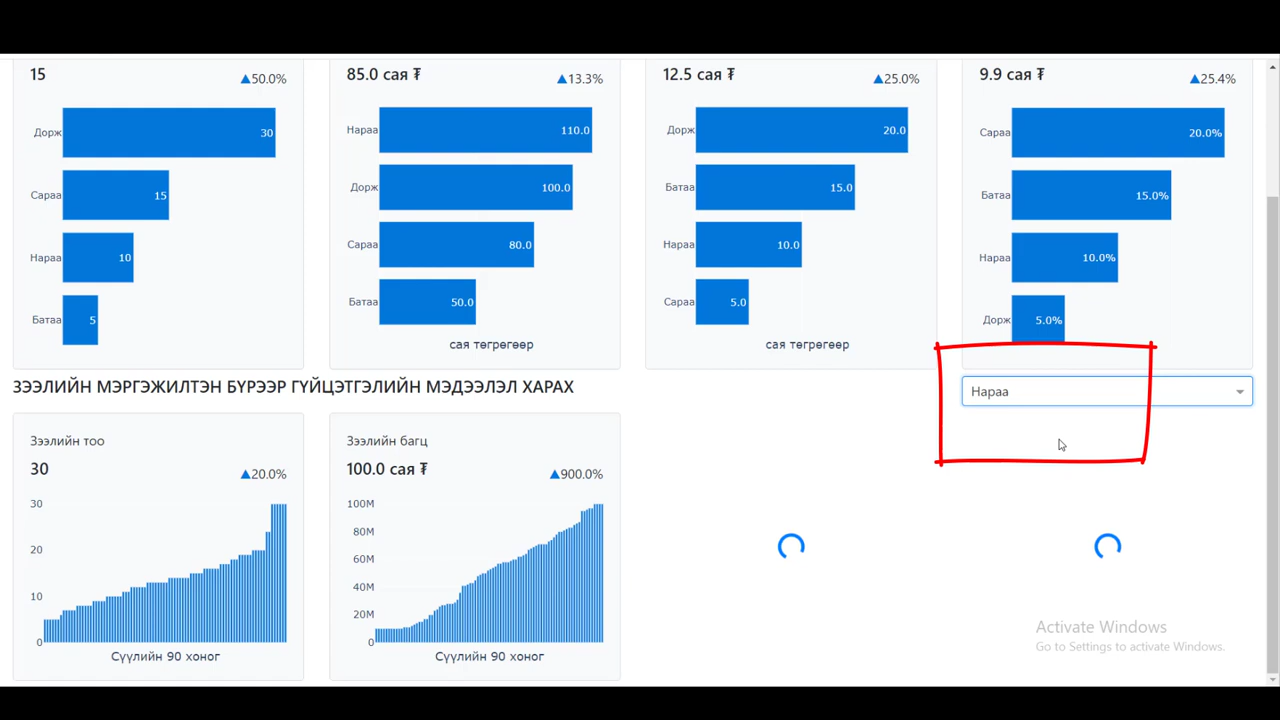 15
▲50.0%
Дорж 30
Сараа 15
Нараа 10
Батаа 5
85.0 сая ₮
▲13.3%
Нараа 110.0
Дорж 100.0
Сараа 80.0
Батаа 50.0
сая төгрөгөөр
12.5 сая ₮
▲25.0%
Дорж 20.0
Батаа 15.0
Нараа 10.0
Сараа 5.0
сая төгрөгөөр
9.9 сая ₮
▲25.4%
Сараа 20.0%
Батаа 15.0%
Нараа 10.0%
Дорж 5.0%
ЗЭЭЛИЙН МЭРГЭЖИЛТЭН БҮРЭЭР ГҮЙЦЭТГЭЛИЙН МЭДЭЭЛЭЛ ХАРАХ
Нараа
Зээлийн тоо
30
▲20.0%
30
20
10
0
Сүүлийн 90 хоног
Зээлийн багц
100.0 сая ₮
▲900.0%
100M
80M
60M
40M
20M
0
Сүүлийн 90 хоног
Activate Windows
Go to Settings to activate Windows.